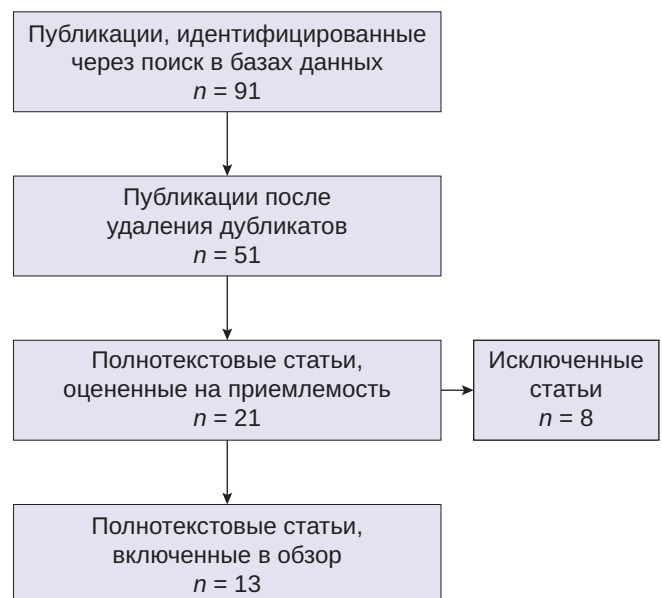 Публикации, идентифицированные
через поиск в базах данных
n = 91
Публикации после
удаления дубликатов
n = 51
Полнотекстовые статьи,
оцененные на приемлемость
n = 21
Исключенные
статьи
n = 8
Полнотекстовые статьи,
включенные в обзор
n = 13